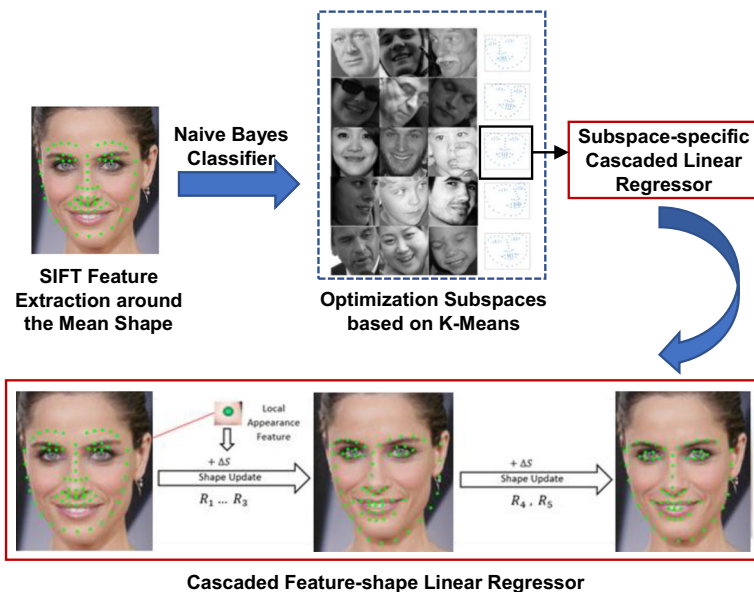 Naive Bayes
Classifier
Subspace-specific
Cascaded Linear
Regressor
SIFT Feature
Extraction around
the Mean Shape
Optimization Subspaces
based on K-Means
Local
Appearance
Feature
+ ΔS
Shape Update
R₁ ... R₃
+ ΔS
Shape Update
R₄ , R₅
Cascaded Feature-shape Linear Regressor